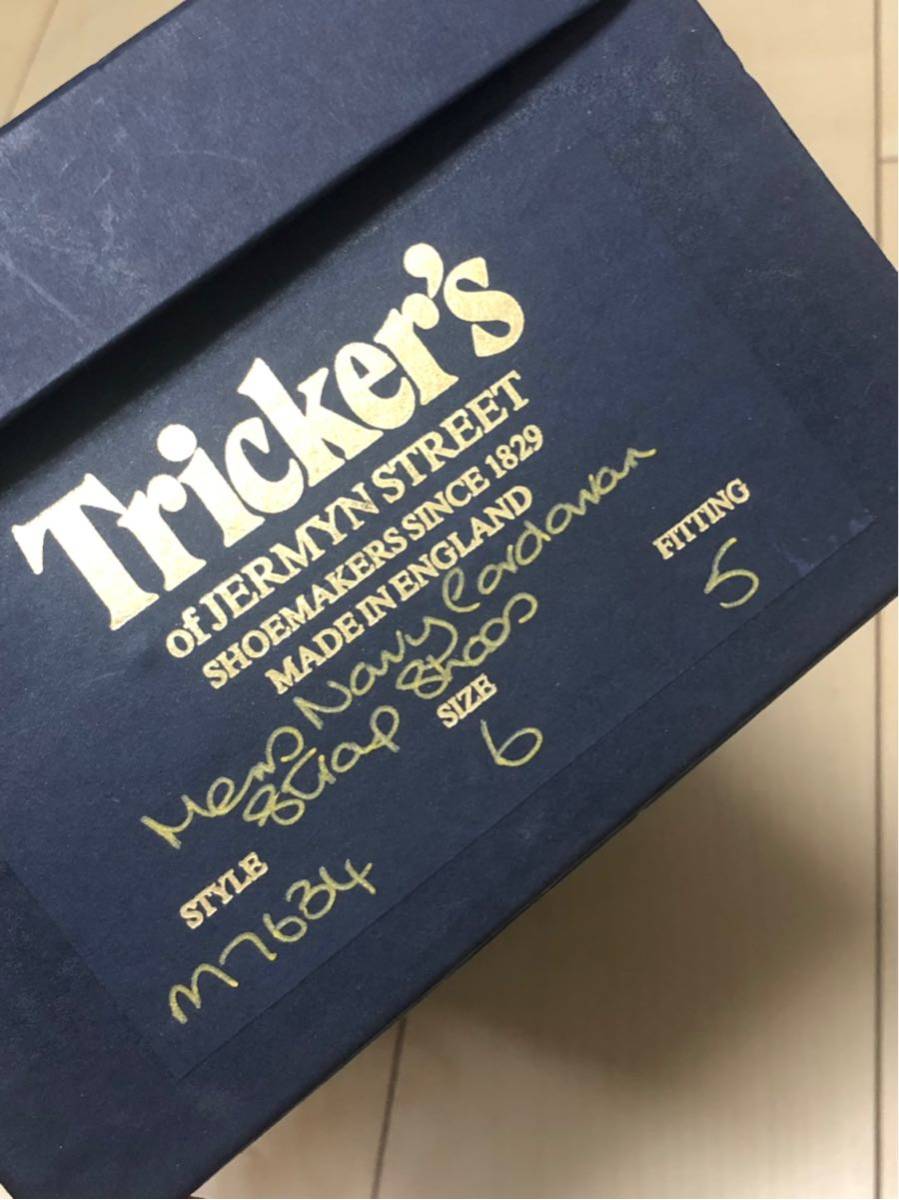 Tricker's
of JERMYN STREET
SHOEMAKERS SINCE 1829
MADE IN ENGLAND
Mens Navy Cordovan
Strap Shoes
STYLE SIZE FITTING
M7634 6 5